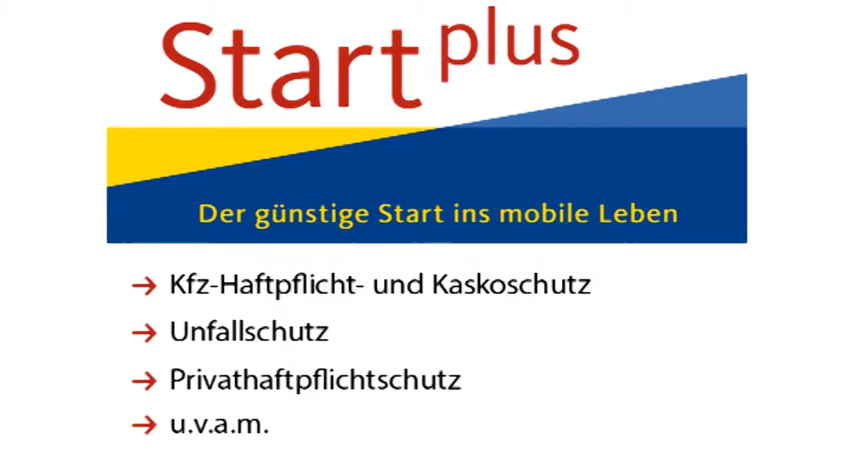 Start plus
Der günstige Start ins mobile Leben
→ Kfz-Haftpflicht- und Kaskoschutz
→ Unfallschutz
→ Privathaftpflichtschutz
→ u.v.a.m.